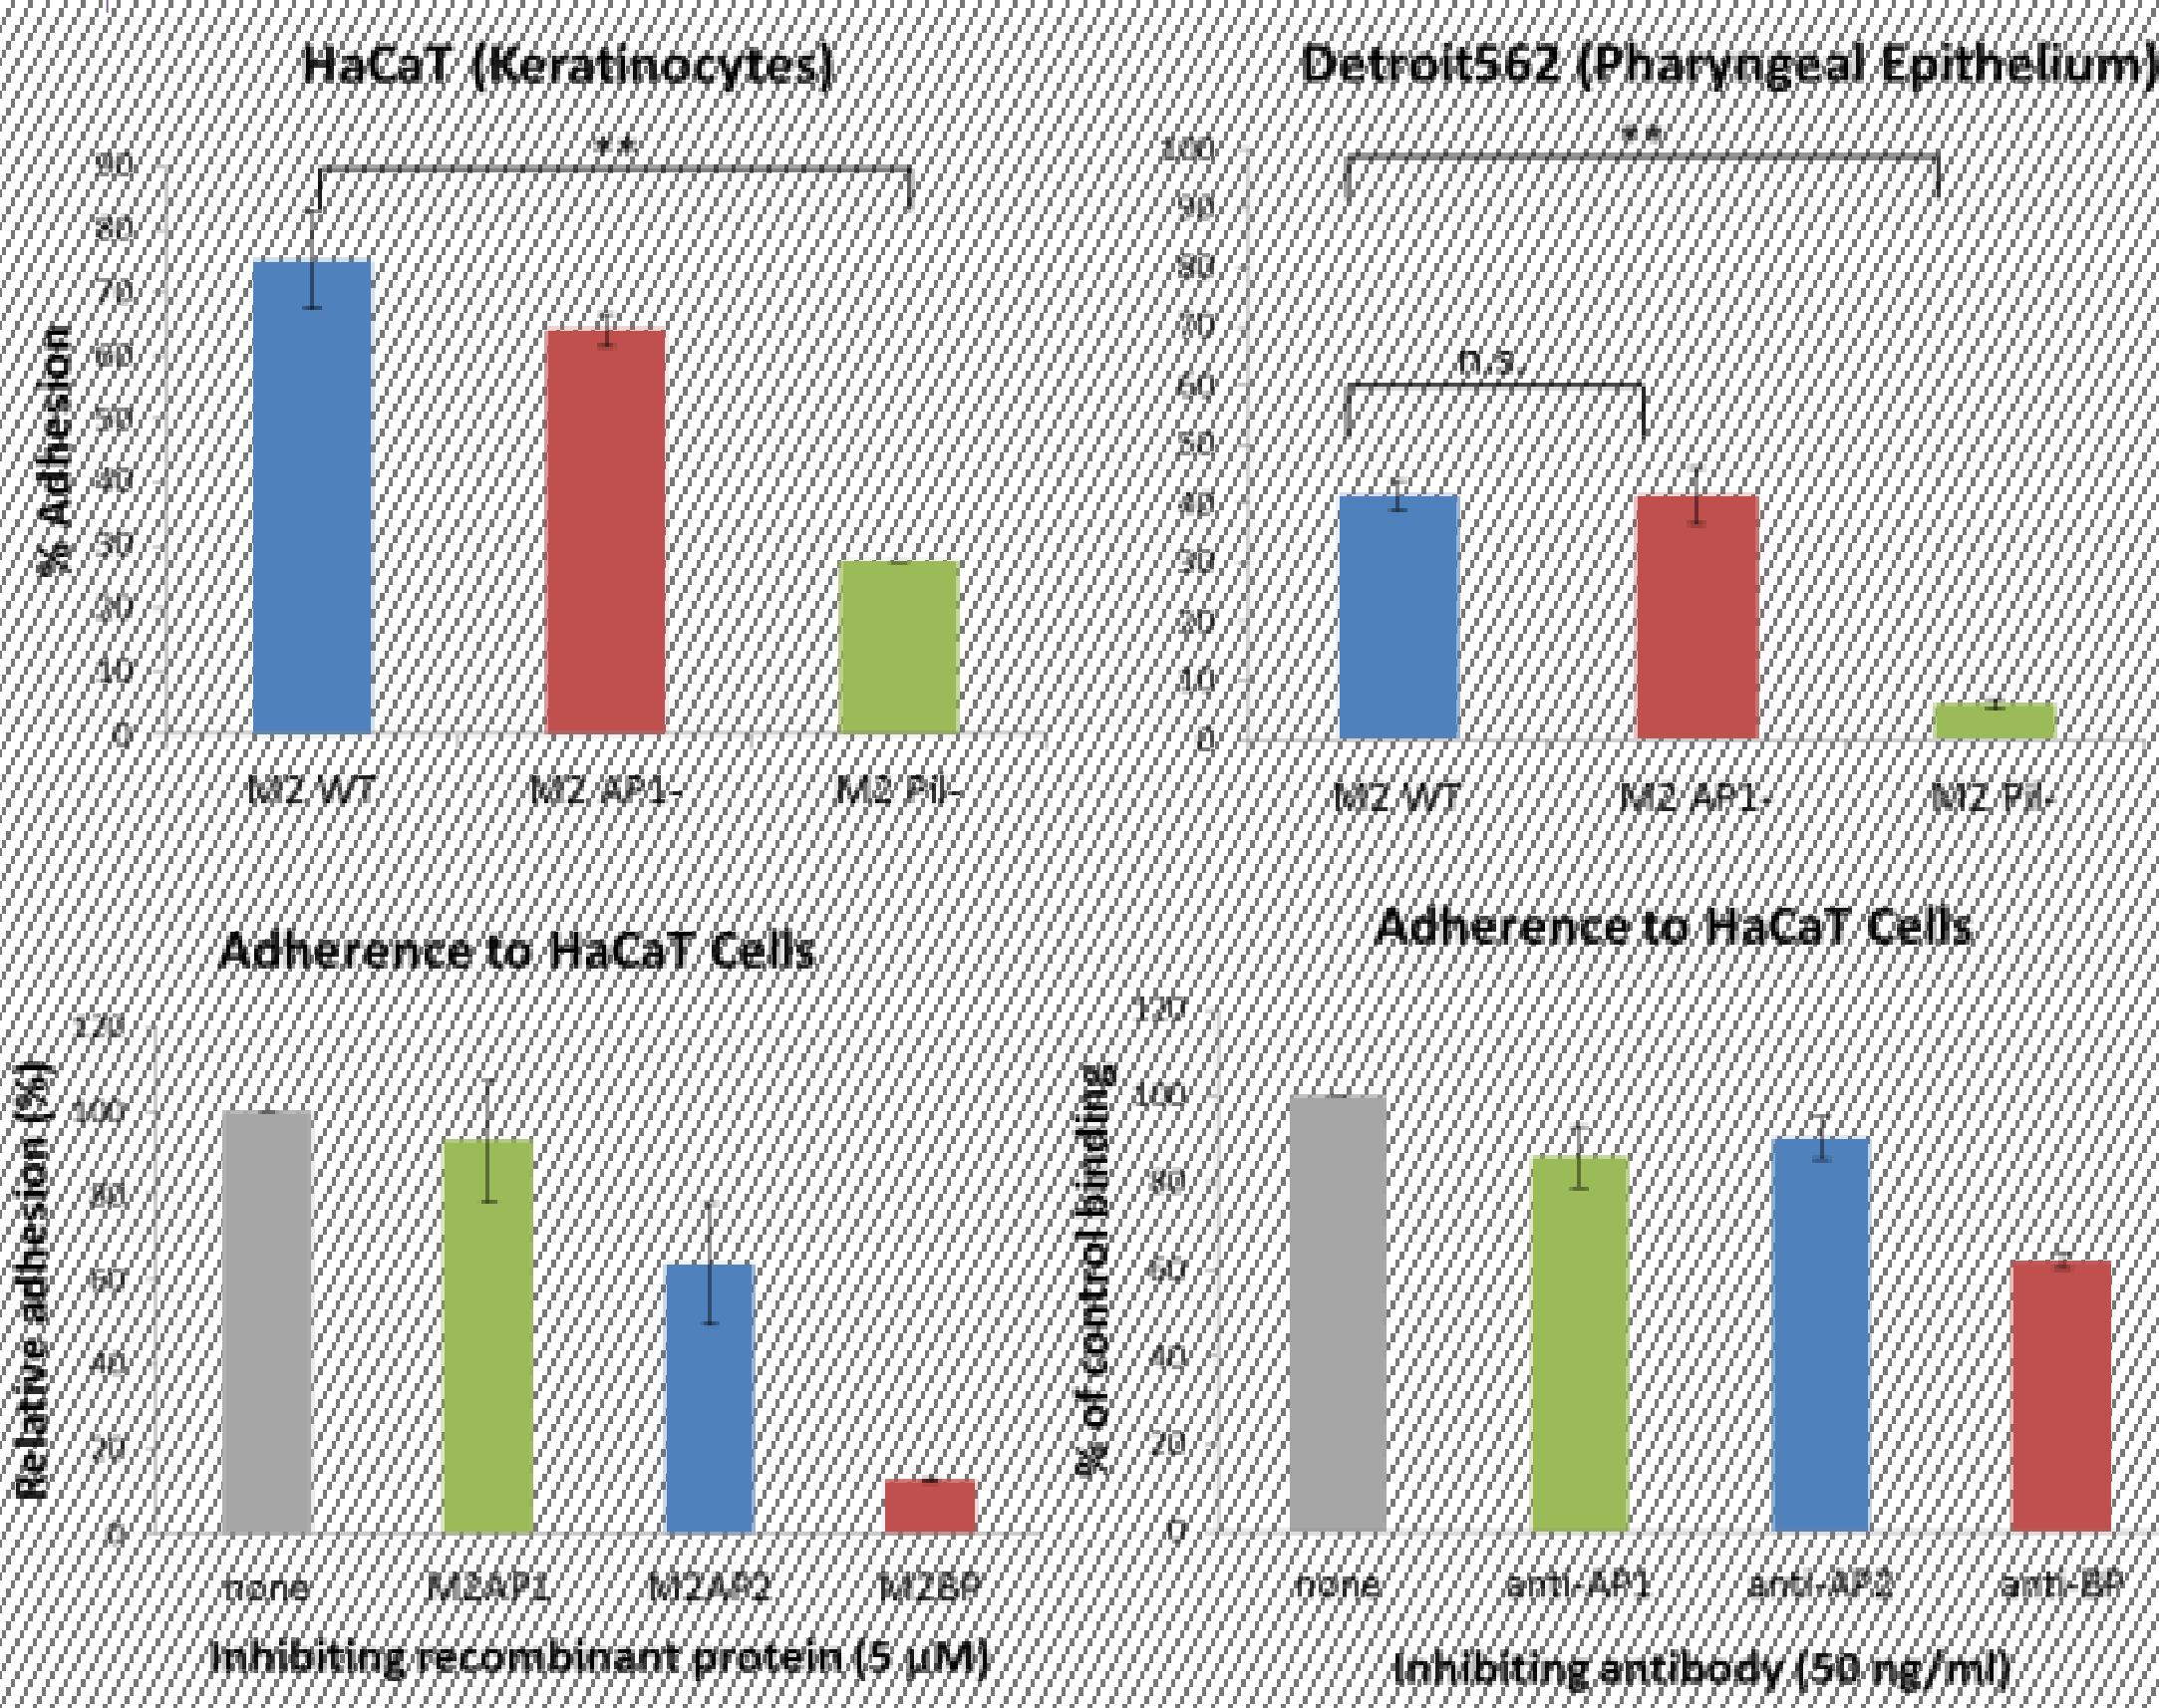 HaCaT (Keratinocytes)
**
90
80
70
60
50
40
30
20
10
0
% Adhesion
M2 WT
M2 AP1-
M2 Pil-
Detroit562 (Pharyngeal Epithelium)
**
n.s.
100
90
80
70
60
50
40
30
20
10
0
M2 WT
M2 AP1-
M2 Pil-
Adherence to HaCaT Cells
120
100
80
60
40
20
0
Relative adhesion (%)
none
M2AP1
M2AP2
M2BP
Inhibiting recombinant protein (5 µM)
Adherence to HaCaT Cells
120
100
80
60
40
20
0
% of control binding
none
anti-AP1
anti-AP2
anti-BP
Inhibiting antibody (50 ng/ml)